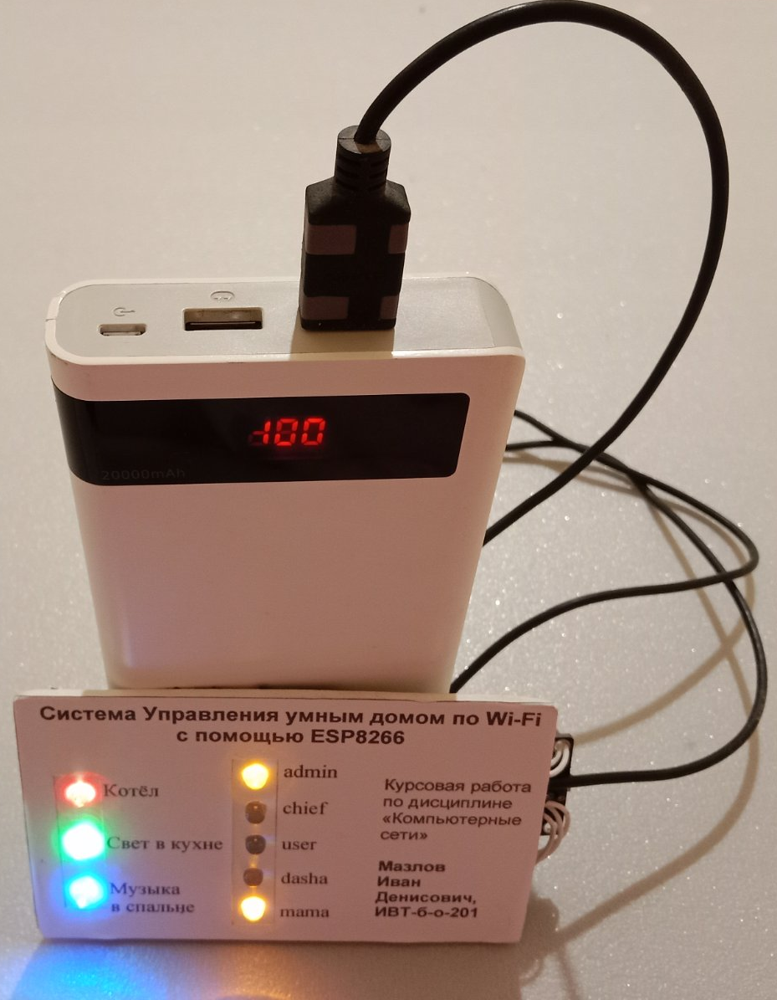 100
20000mAh
Система Управления умным домом по Wi-Fi
с помощью ESP8266
Котёл
Свет в кухне
Музыка
в спальне
admin
chief
user
dasha
mama
Курсовая работа
по дисциплине
«Компьютерные
сети»
Мазлов
Иван
Денисович,
ИВТ-б-о-201